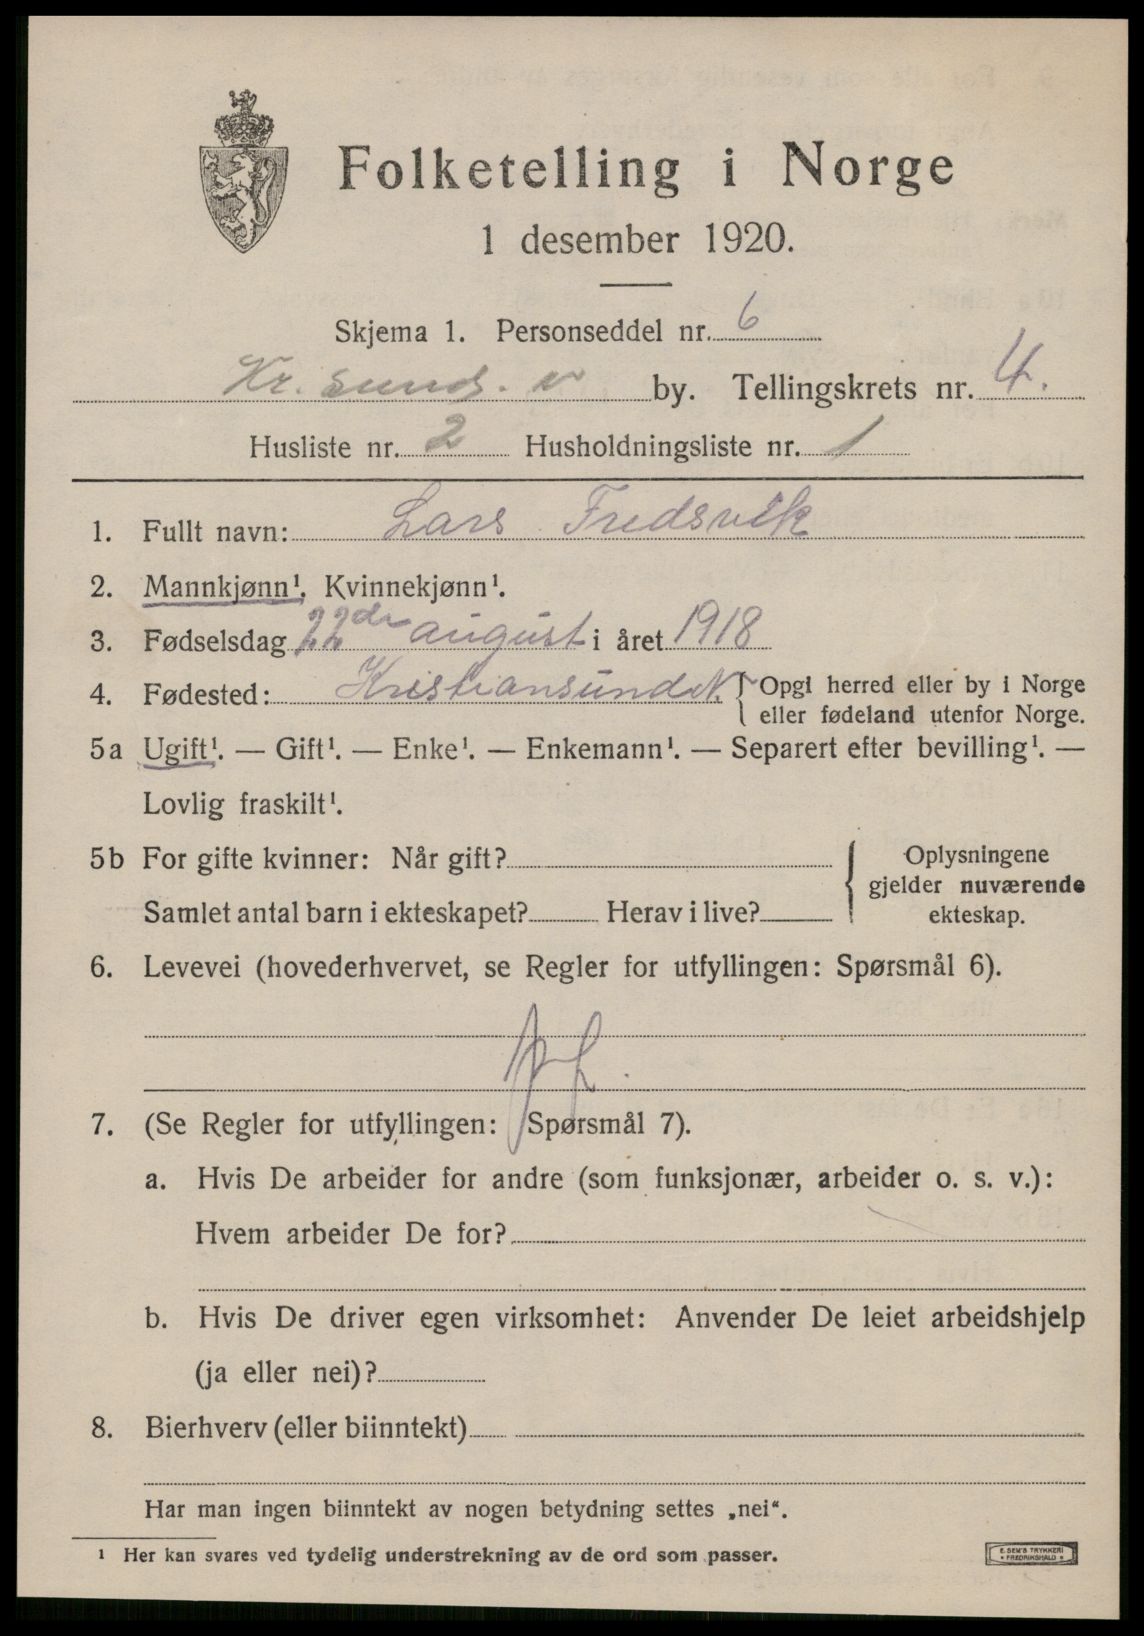 Folketelling i Norge
1 desember 1920.
Skjema 1. Personseddel nr. 6
Kr. sund. N by. Tellingskrets nr. 4.
Husliste nr. 2 Husholdningsliste nr. 1
1. Fullt navn: Lars Fredsvik
2. Mannkjønn¹. Kvinnekjønn¹.
3. Fødselsdag 22de august i året 1918
4. Fødested: Kristiansund N. { Opgi herred eller by i Norge
eller fødeland utenfor Norge.
5a Ugift¹. — Gift¹. — Enke¹. — Enkemann¹. — Separert efter bevilling¹. —
Lovlig fraskilt¹.
5b For gifte kvinner: Når gift?
Samlet antal barn i ekteskapet? Herav i live?
{ Oplysningene
gjelder nuværende
ekteskap.
6. Levevei (hovederhvervet, se Regler for utfyllingen: Spørsmål 6).
7. (Se Regler for utfyllingen: Spørsmål 7).
a. Hvis De arbeider for andre (som funksjonær, arbeider o. s. v.):
Hvem arbeider De for?
b. Hvis De driver egen virksomhet: Anvender De leiet arbeidshjelp
(ja eller nei)?
8. Bierhverv (eller biinntekt)
Har man ingen biinntekt av nogen betydning settes „nei“.
¹ Her kan svares ved tydelig understrekning av de ord som passer.
E. SEM'S TRYKKERI
* FREDRIKSHALD *